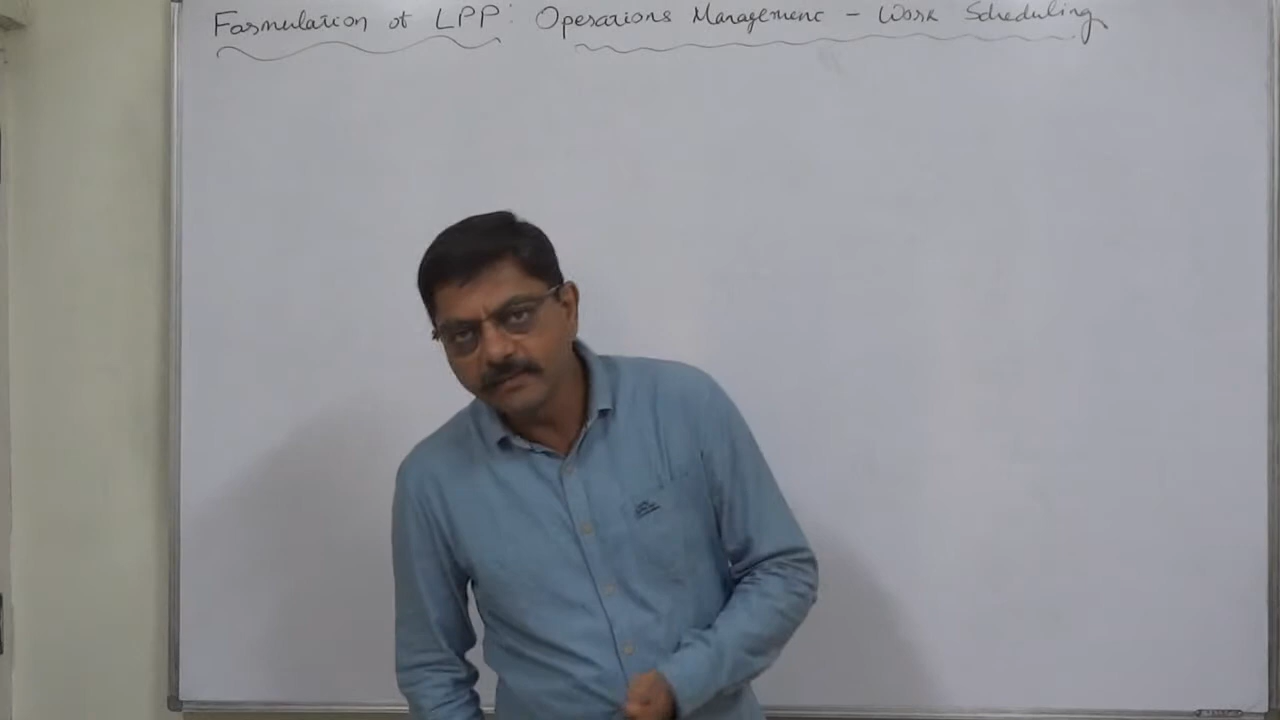 Formulation of LPP: Operations Management - Work Scheduling